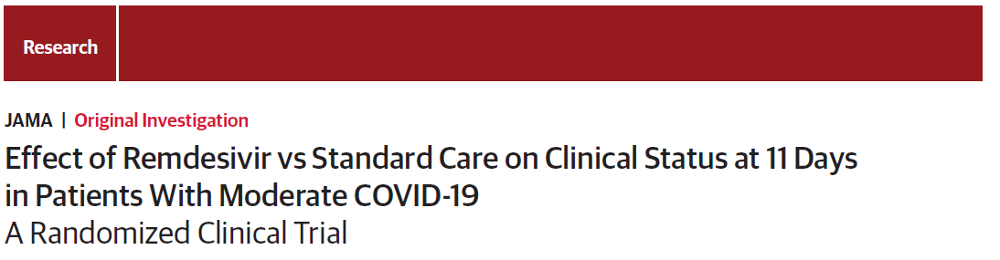 Research
JAMA | Original Investigation
Effect of Remdesivir vs Standard Care on Clinical Status at 11 Days
in Patients With Moderate COVID-19
A Randomized Clinical Trial